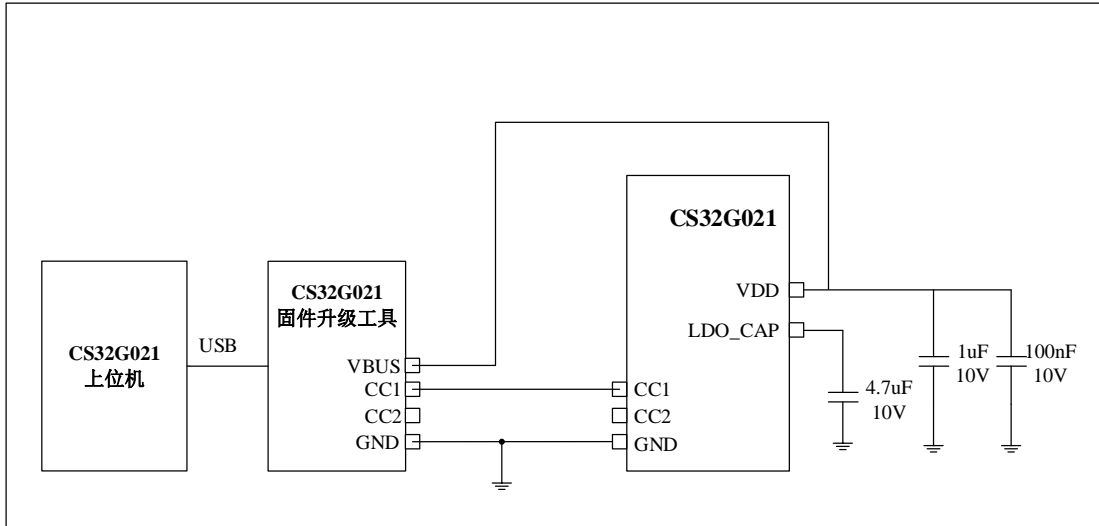 CS32G021
上位机
USB
CS32G021
固件升级工具
VBUS
CC1
CC2
GND
CS32G021
VDD
LDO_CAP
CC1
CC2
GND
4.7uF
10V
1uF
10V
100nF
10V